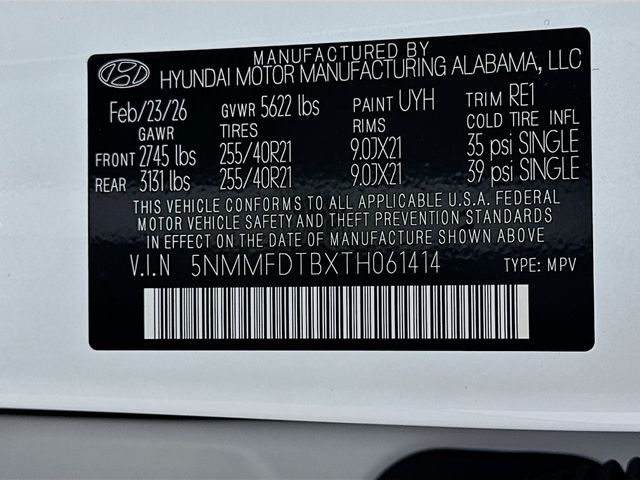 MANUFACTURED BY
HYUNDAI MOTOR MANUFACTURING ALABAMA, LLC
Feb/23/26 GVWR 5622 lbs PAINT UYH TRIM RE1
GAWR TIRES RIMS COLD TIRE INFL
FRONT 2745 lbs 255/40R21 9.0JX21 35 psi SINGLE
REAR 3131 lbs 255/40R21 9.0JX21 39 psi SINGLE
THIS VEHICLE CONFORMS TO ALL APPLICABLE U.S.A. FEDERAL
MOTOR VEHICLE SAFETY AND THEFT PREVENTION STANDARDS
IN EFFECT ON THE DATE OF MANUFACTURE SHOWN ABOVE
V.I.N 5NMMFDTBXTH061414 TYPE: MPV